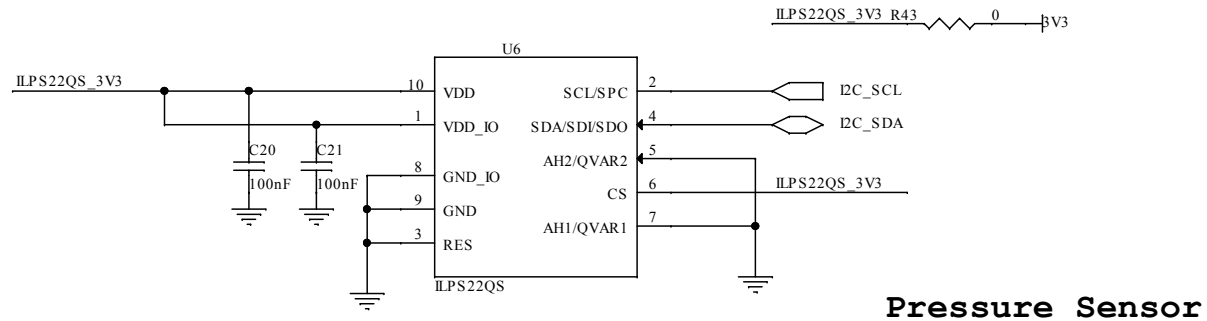 ILPS22QS_3V3 R43 0 3V3
U6
ILPS22QS_3V3
10 VDD SCL/SPC 2 I2C_SCL
1 VDD_IO SDA/SDI/SDO 4 I2C_SDA
C20 C21 AH2/QVAR2 5
100nF 100nF 8 GND_IO CS 6 ILPS22QS_3V3
9 GND
AH1/QVAR1 7
3 RES
ILPS22QS
Pressure Sensor